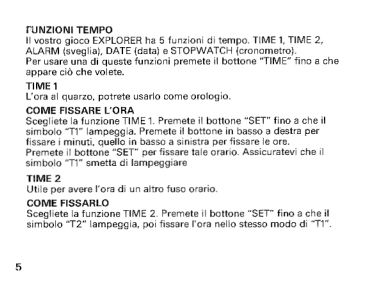 FUNZIONI TEMPO
Il vostro gioco EXPLORER ha 5 funzioni di tempo. TIME 1, TIME 2,
ALARM (sveglia), DATE (data) e STOPWATCH (cronometro).
Per usare una di queste funzioni premete il bottone "TIME" fino a che
appare ciò che volete.
TIME 1
L'ora al quarzo, potrete usarlo come orologio.
COME FISSARE L'ORA
Scegliete la funzione TIME 1. Premete il bottone "SET" fino a che il
simbolo "T1" lampeggia. Premete il bottone in basso a destra per
fissare i minuti, quello in basso a sinistra per fissare le ore.
Premete il bottone "SET" per fissare tale orario. Assicuratevi che il
simbolo "T1" smetta di lampeggiare
TIME 2
Utile per avere l'ora di un altro fuso orario.
COME FISSARLO
Scegliete la funzione TIME 2. Premete il bottone "SET" fino a che il
simbolo "T2" lampeggia, poi fissare l'ora nello stesso modo di "T1".
5